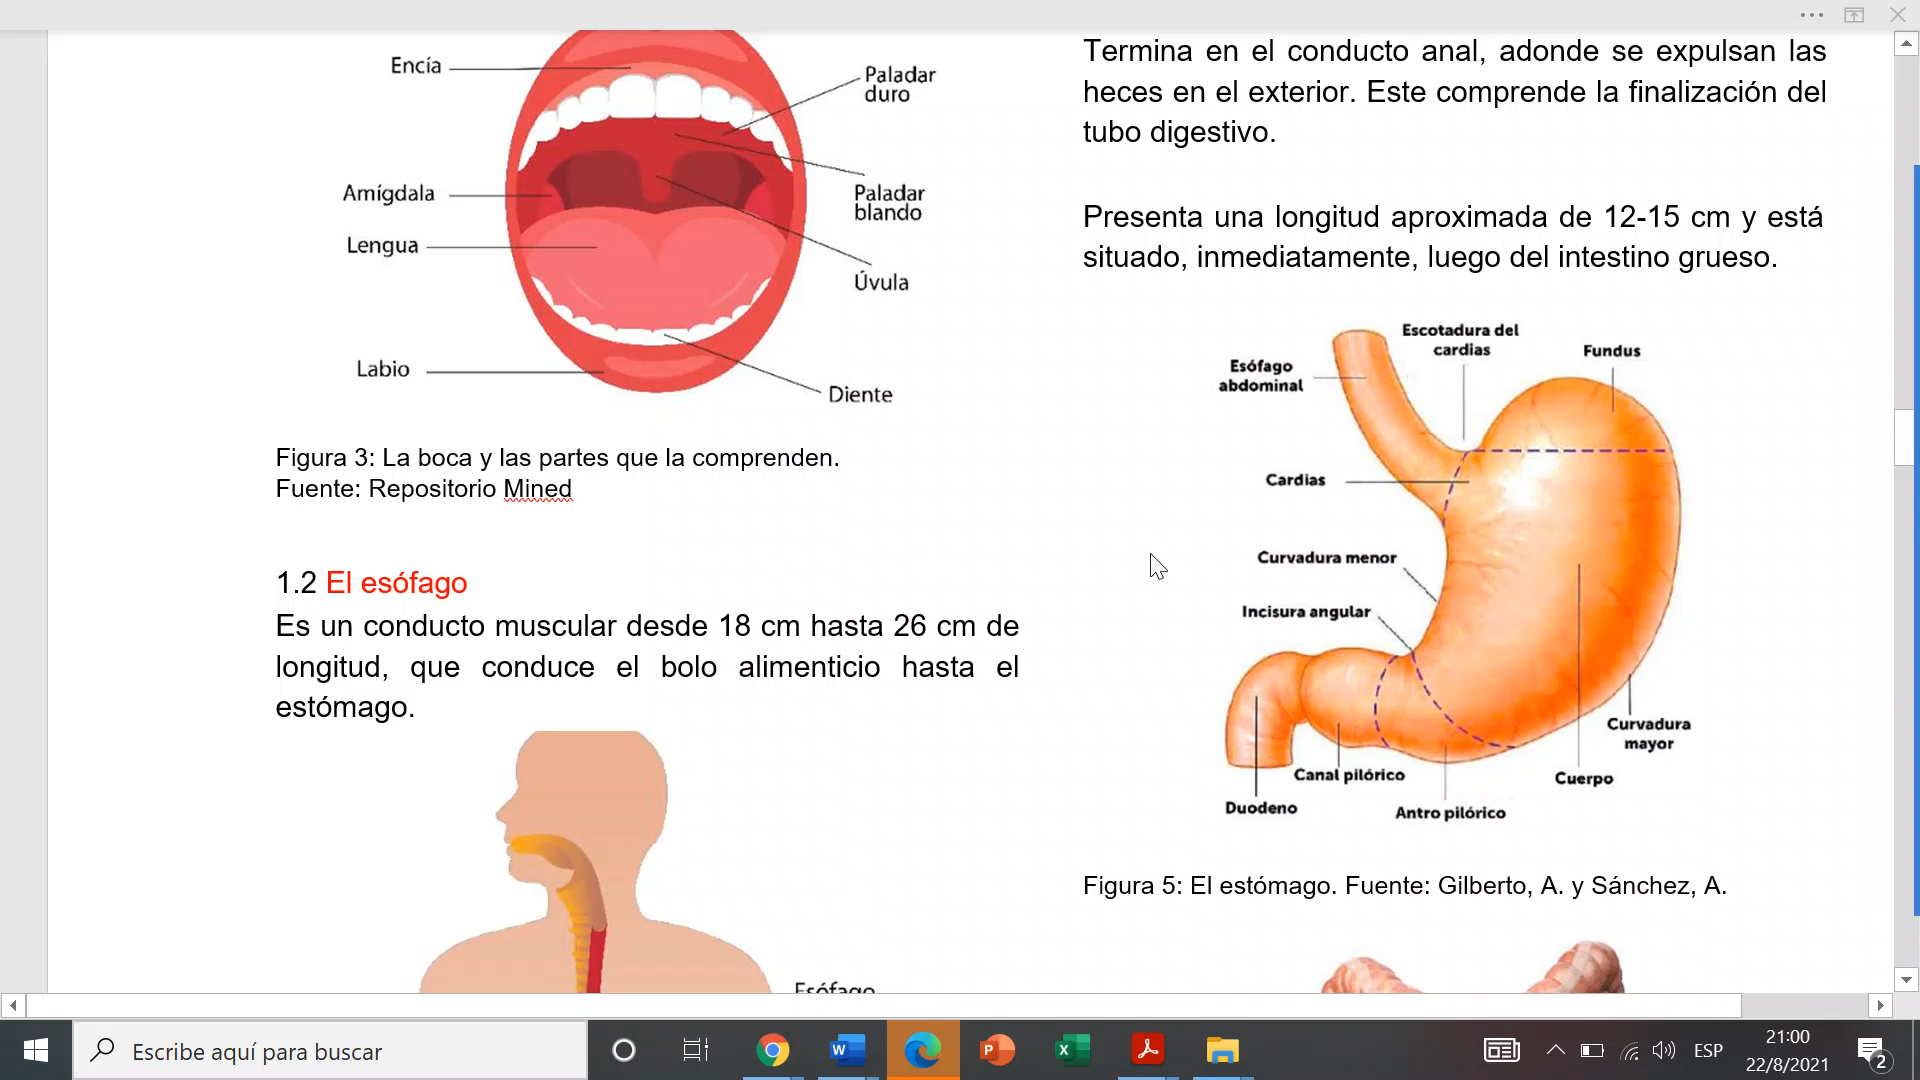 Encía
Paladar
duro
Amígdala
Paladar
blando
Lengua
Úvula
Labio
Diente
Figura 3: La boca y las partes que la comprenden.
Fuente: Repositorio Mined
1.2 El esófago
Es un conducto muscular desde 18 cm hasta 26 cm de
longitud, que conduce el bolo alimenticio hasta el
estómago.
Esófago
Termina en el conducto anal, adonde se expulsan las
heces en el exterior. Este comprende la finalización del
tubo digestivo.
Presenta una longitud aproximada de 12-15 cm y está
situado, inmediatamente, luego del intestino grueso.
Escotadura del
cardias
Fundus
Esófago
abdominal
Cardias
Curvadura menor
Incisura angular
Curvadura
mayor
Canal pilórico
Cuerpo
Duodeno
Antro pilórico
Figura 5: El estómago. Fuente: Gilberto, A. y Sánchez, A.
Escribe aquí para buscar
W
P
X
ESP
21:00
22/8/2021
2